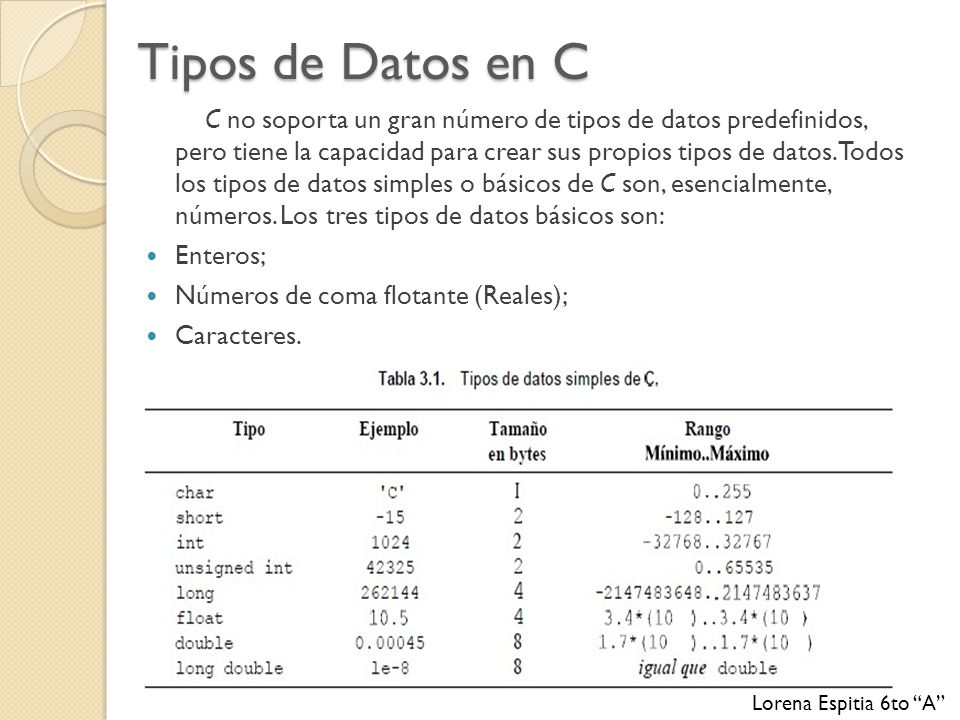 Tipos de Datos en C
C no soporta un gran número de tipos de datos predefinidos,
pero tiene la capacidad para crear sus propios tipos de datos. Todos
los tipos de datos simples o básicos de C son, esencialmente,
números. Los tres tipos de datos básicos son:
Enteros;
Números de coma flotante (Reales);
Caracteres.
Tabla 3.1. Tipos de datos simples de C,
Tipo Ejemplo Tamaño en bytes Rango Mínimo..Máximo
char 'C' 1 0..255
short -15 2 -128..127
int 1024 2 -32768..32767
unsigned int 42325 2 0..65535
long 262144 4 -2147483648..2147483637
float 10.5 4 3.4*(10 )..3.4*(10 )
double 0.00045 8 1.7*(10 )..1.7*(10 )
long double 1e-8 8 igual que double
Lorena Espitia 6to “A”